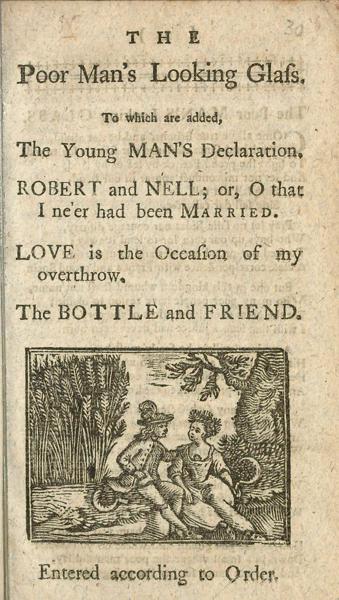 30
THE
Poor Man's Looking Glaſs.
To which are added,
The Young MAN'S Declaration.
ROBERT and NELL; or, O that
I ne'er had been MARRIED.
LOVE is the Occaſion of my
overthrow.
The BOTTLE and FRIEND.
Entered according to Order.